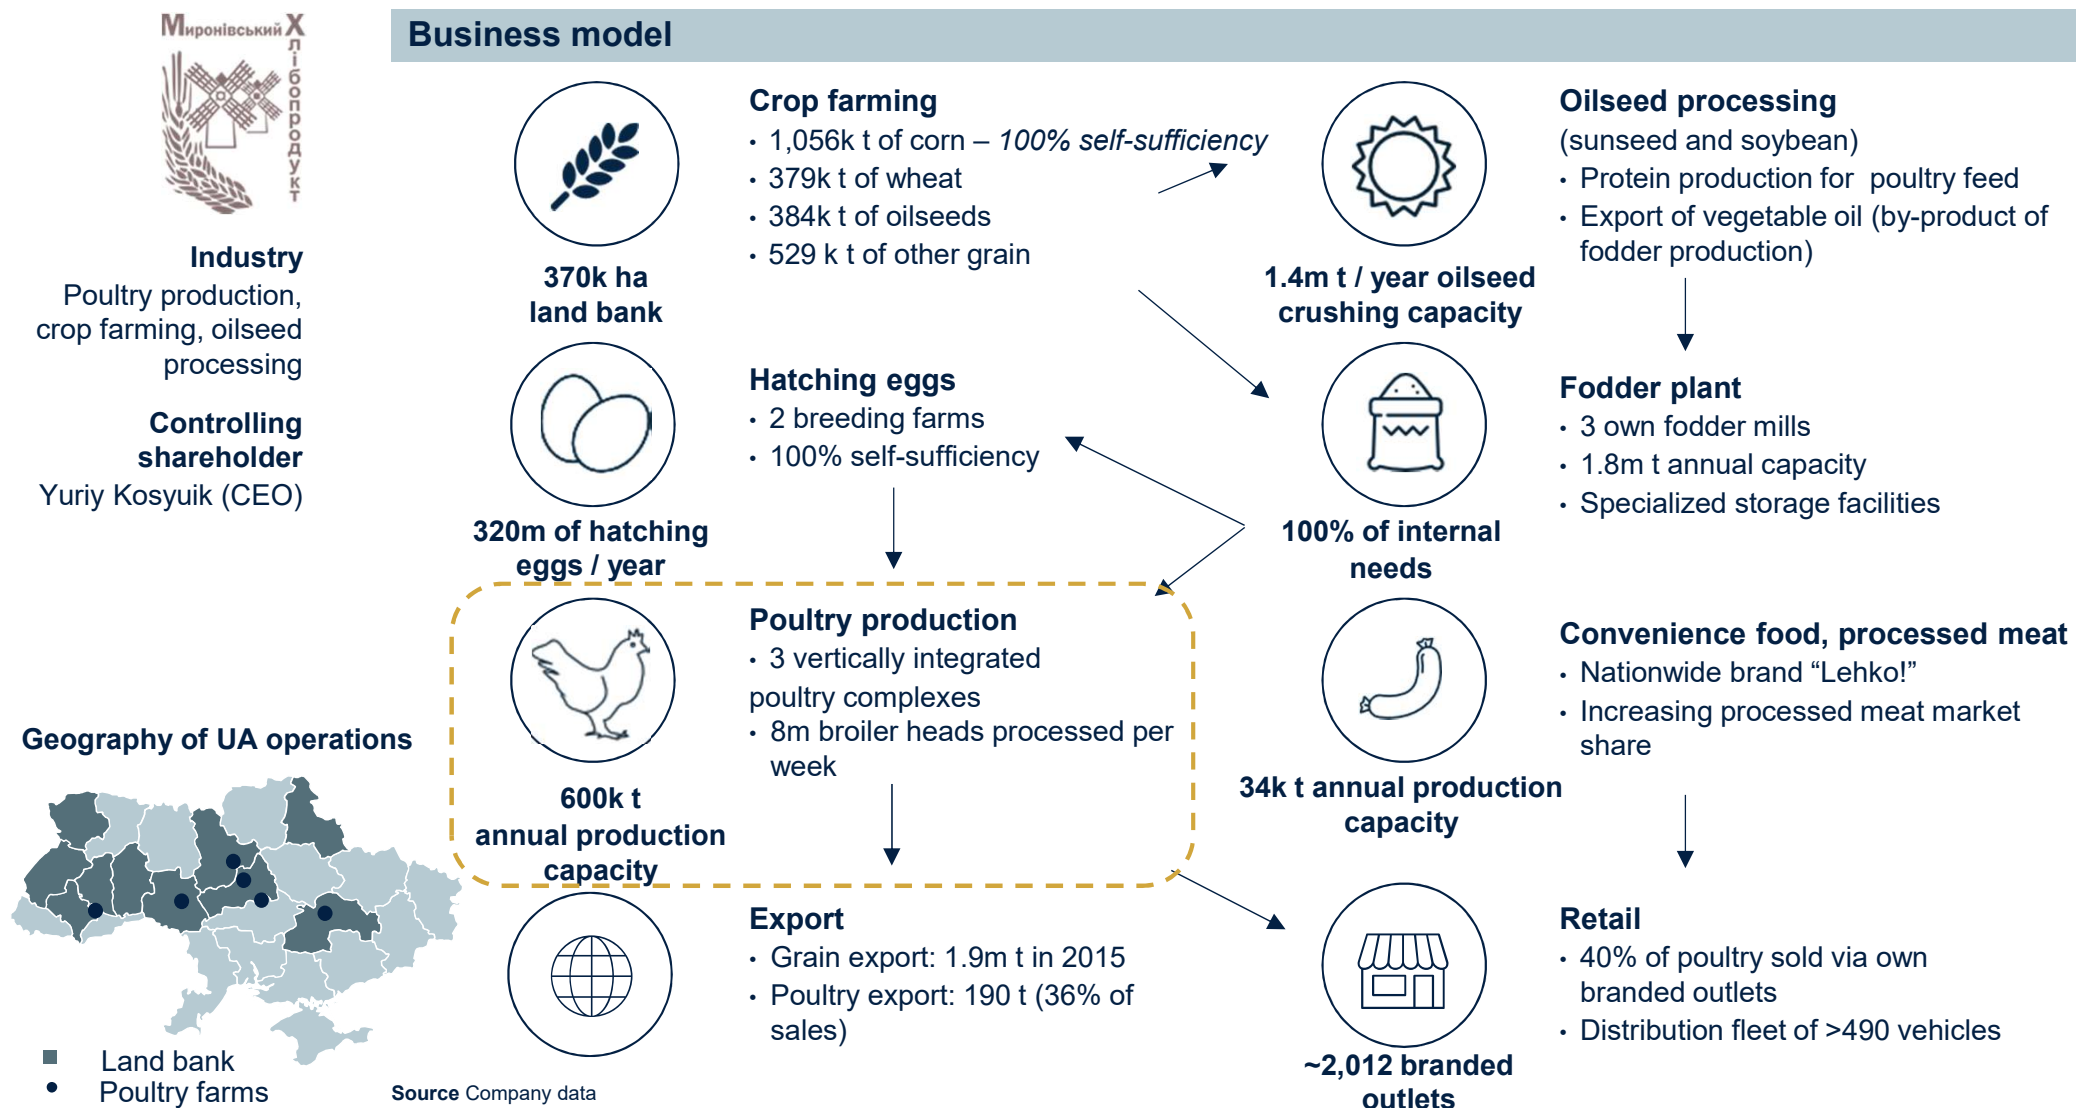 Миронівський Хлібопродукт
Business model
Industry
Poultry production,
crop farming, oilseed
processing
Controlling
shareholder
Yuriy Kosyuik (CEO)
Geography of UA operations
Land bank
Poultry farms
370k ha
land bank
Crop farming
• 1,056k t of corn – 100% self-sufficiency
• 379k t of wheat
• 384k t of oilseeds
• 529 k t of other grain
1.4m t / year oilseed
crushing capacity
Oilseed processing
(sunseed and soybean)
• Protein production for poultry feed
• Export of vegetable oil (by-product of
fodder production)
320m of hatching
eggs / year
Hatching eggs
• 2 breeding farms
• 100% self-sufficiency
100% of internal
needs
Fodder plant
• 3 own fodder mills
• 1.8m t annual capacity
• Specialized storage facilities
600k t
annual production
capacity
Poultry production
• 3 vertically integrated
poultry complexes
• 8m broiler heads processed per
week
34k t annual production
capacity
Convenience food, processed meat
• Nationwide brand “Lehko!”
• Increasing processed meat market
share
Export
• Grain export: 1.9m t in 2015
• Poultry export: 190 t (36% of
sales)
~2,012 branded
outlets
Retail
• 40% of poultry sold via own
branded outlets
• Distribution fleet of >490 vehicles
Source Company data